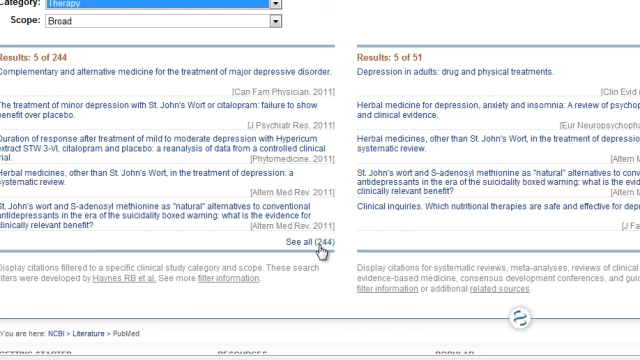 Category: Therapy
Scope: Broad
Results: 5 of 244
Complementary and alternative medicine for the treatment of major depressive disorder.
[Can Fam Physician. 2011]
The treatment of minor depression with St. John's Wort or citalopram: failure to show
benefit over placebo.
[J Psychiatr Res. 2011]
Duration of response after treatment of mild to moderate depression with Hypericum
extract STW 3-VI, citalopram and placebo: a reanalysis of data from a controlled clinical
trial.
[Phytomedicine. 2011]
Herbal medicines, other than St. John's Wort, in the treatment of depression: a
systematic review.
[Altern Med Rev. 2011]
St. John's wort and S-adenosyl methionine as "natural" alternatives to conventional
antidepressants in the era of the suicidality boxed warning: what is the evidence for
clinically relevant benefit?
[Altern Med Rev. 2011]
See all (244)
Display citations filtered to a specific clinical study category and scope. These search
filters were developed by Haynes RB et al. See more filter information.
Results: 5 of 51
Depression in adults: drug and physical treatments.
[Clin Evid (
Herbal medicine for depression, anxiety and insomnia: A review of psychop
and clinical evidence.
[Eur Neuropsychopha
Herbal medicines, other than St. John's Wort, in the treatment of depression
systematic review.
[Altern M
St. John's wort and S-adenosyl methionine as "natural" alternatives to conve
antidepressants in the era of the suicidality boxed warning: what is the evide
clinically relevant benefit?
[Altern M
Clinical inquiries. Which nutritional therapies are safe and effective for depr
[J Fa
Display citations for systematic reviews, meta-analyses, reviews of clinical
evidence-based medicine, consensus development conferences, and guid
filter information or additional related sources.
You are here: NCBI > Literature > PubMed
GETTING STARTED
RESOURCES
POPULAR